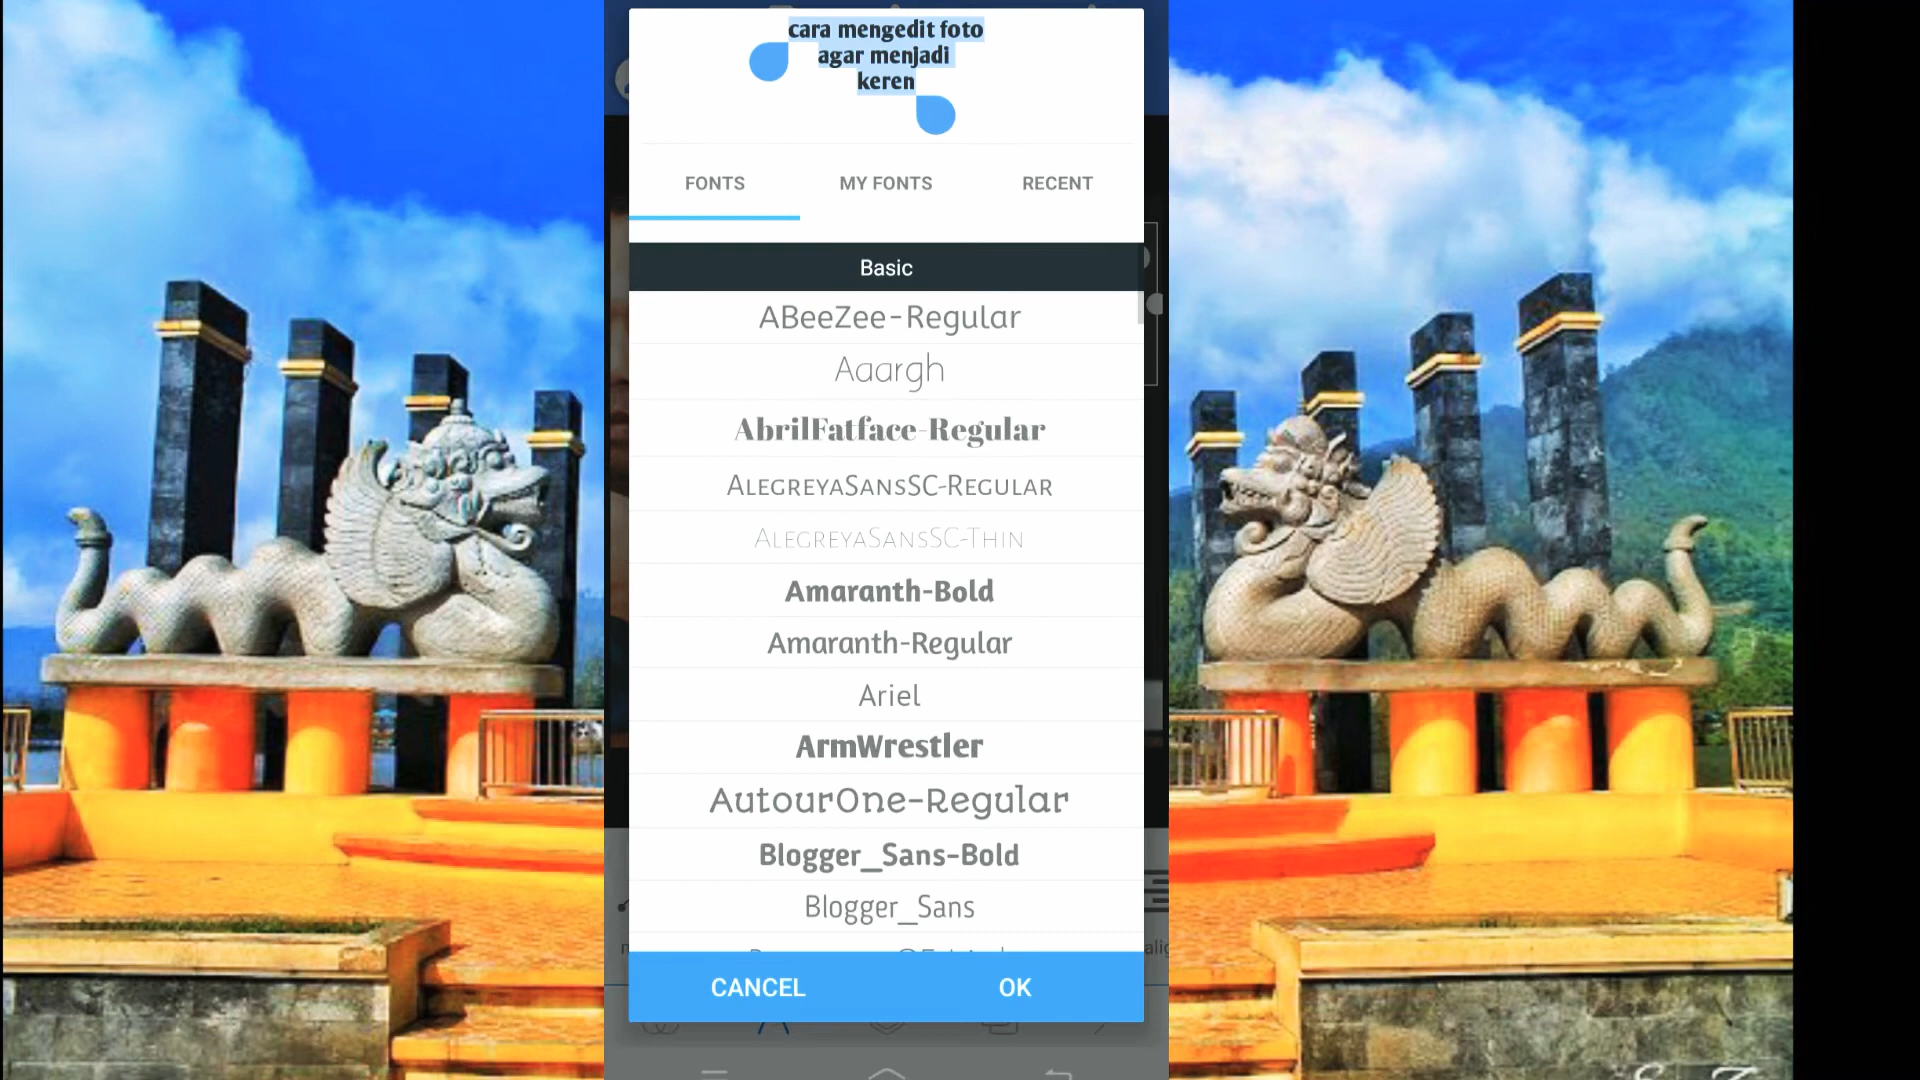 cara mengedit foto
agar menjadi
keren
FONTS MY FONTS RECENT
Basic
ABeeZee-Regular
Aaargh
AbrilFatface-Regular
AlegreyaSansSC-Regular
AlegreyaSansSC-Thin
Amaranth-Bold
Amaranth-Regular
Ariel
ArmWrestler
AutourOne-Regular
Blogger_Sans-Bold
Blogger_Sans
CANCEL OK